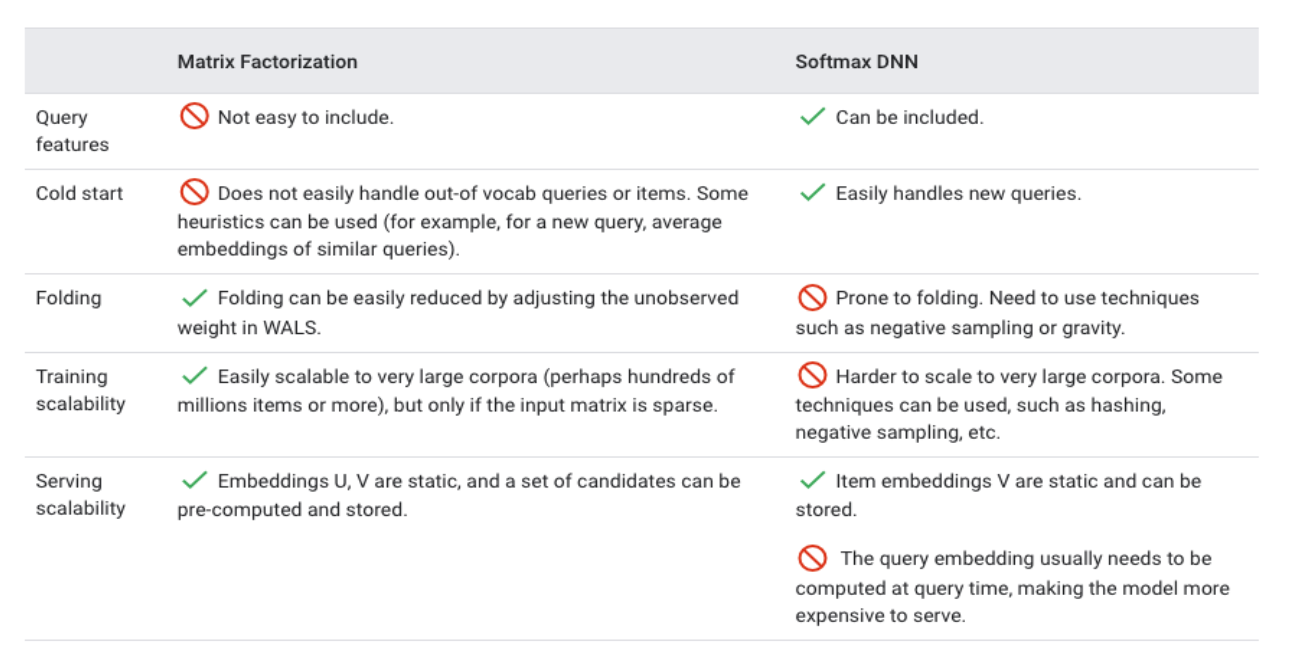 Matrix Factorization Softmax DNN
Query features
Not easy to include.
Can be included.
Cold start
Does not easily handle out-of vocab queries or items. Some
heuristics can be used (for example, for a new query, average
embeddings of similar queries).
Easily handles new queries.
Folding
Folding can be easily reduced by adjusting the unobserved
weight in WALS.
Prone to folding. Need to use techniques
such as negative sampling or gravity.
Training
scalability
Easily scalable to very large corpora (perhaps hundreds of
millions items or more), but only if the input matrix is sparse.
Harder to scale to very large corpora. Some
techniques can be used, such as hashing,
negative sampling, etc.
Serving
scalability
Embeddings U, V are static, and a set of candidates can be
pre-computed and stored.
Item embeddings V are static and can be
stored.
The query embedding usually needs to be
computed at query time, making the model more
expensive to serve.